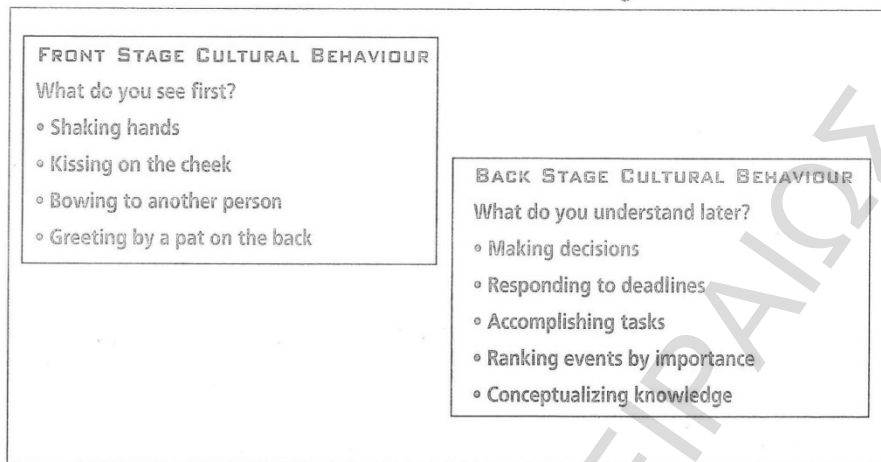 FRONT STAGE CULTURAL BEHAVIOUR
What do you see first?
• Shaking hands
• Kissing on the cheek
• Bowing to another person
• Greeting by a pat on the back
BACK STAGE CULTURAL BEHAVIOUR
What do you understand later?
• Making decisions
• Responding to deadlines
• Accomplishing tasks
• Ranking events by importance
• Conceptualizing knowledge
ΕΙΡΑΙΩΣ